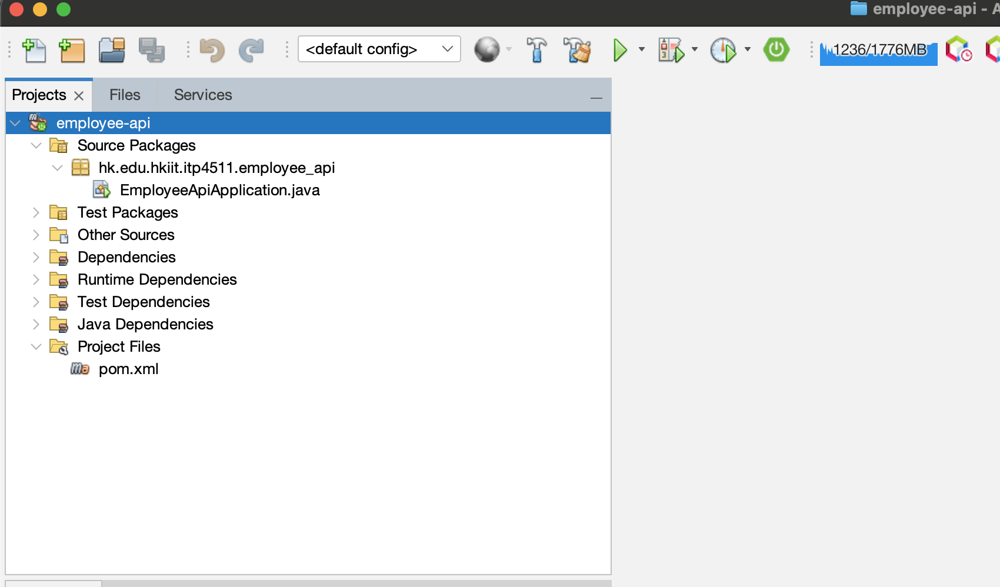 employee-api - A
<default config>
1236/1776MB
Projects Files Services
employee-api
Source Packages
hk.edu.hkiit.itp4511.employee_api
EmployeeApiApplication.java
Test Packages
Other Sources
Dependencies
Runtime Dependencies
Test Dependencies
Java Dependencies
Project Files
pom.xml